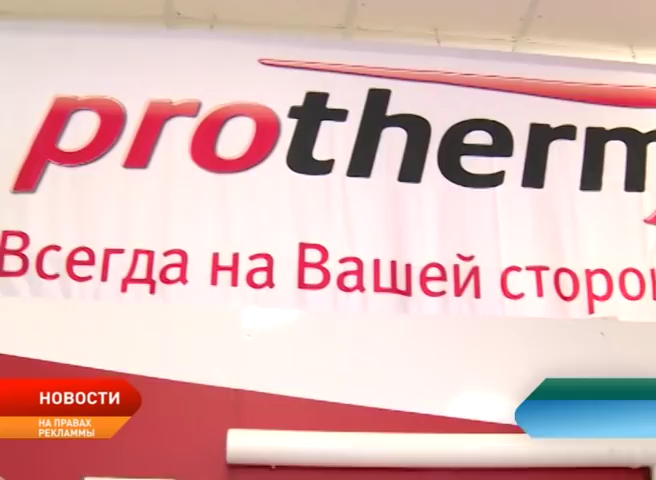 protherm
Всегда на Вашей сторо
НОВОСТИ
НА ПРАВАХ
РЕКЛАММЫ